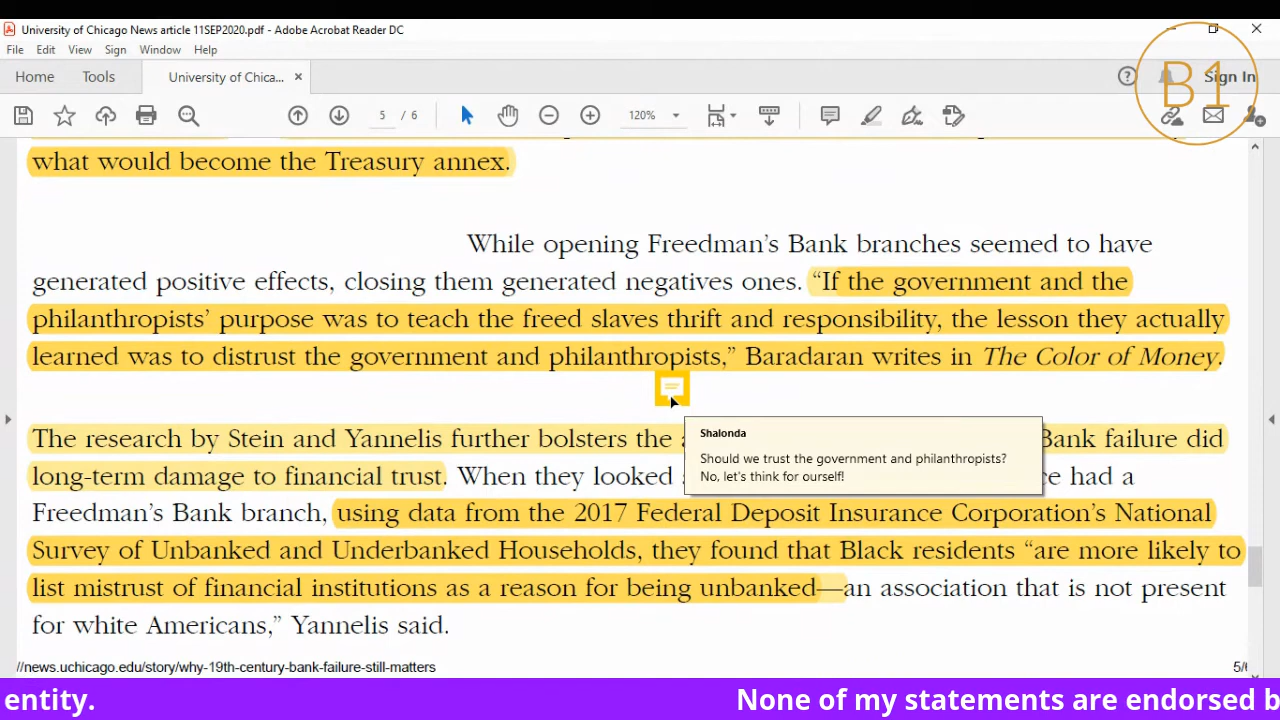 University of Chicago News article 11SEP2020.pdf - Adobe Acrobat Reader DC
File Edit View Sign Window Help
Home Tools University of Chica... × Sign In
B1
5 / 6 120%
what would become the Treasury annex.
While opening Freedman's Bank branches seemed to have
generated positive effects, closing them generated negatives ones. “If the government and the
philanthropists’ purpose was to teach the freed slaves thrift and responsibility, the lesson they actually
learned was to distrust the government and philanthropists,” Baradaran writes in The Color of Money.
The research by Stein and Yannelis further bolsters the Bank failure did
long-term damage to financial trust. When they looked had a
Shalonda
Should we trust the government and philanthropists?
No, let's think for ourself!
Freedman's Bank branch, using data from the 2017 Federal Deposit Insurance Corporation's National
Survey of Unbanked and Underbanked Households, they found that Black residents “are more likely to
list mistrust of financial institutions as a reason for being unbanked—an association that is not present
for white Americans,” Yannelis said.
//news.uchicago.edu/story/why-19th-century-bank-failure-still-matters 5/6
entity. None of my statements are endorsed b